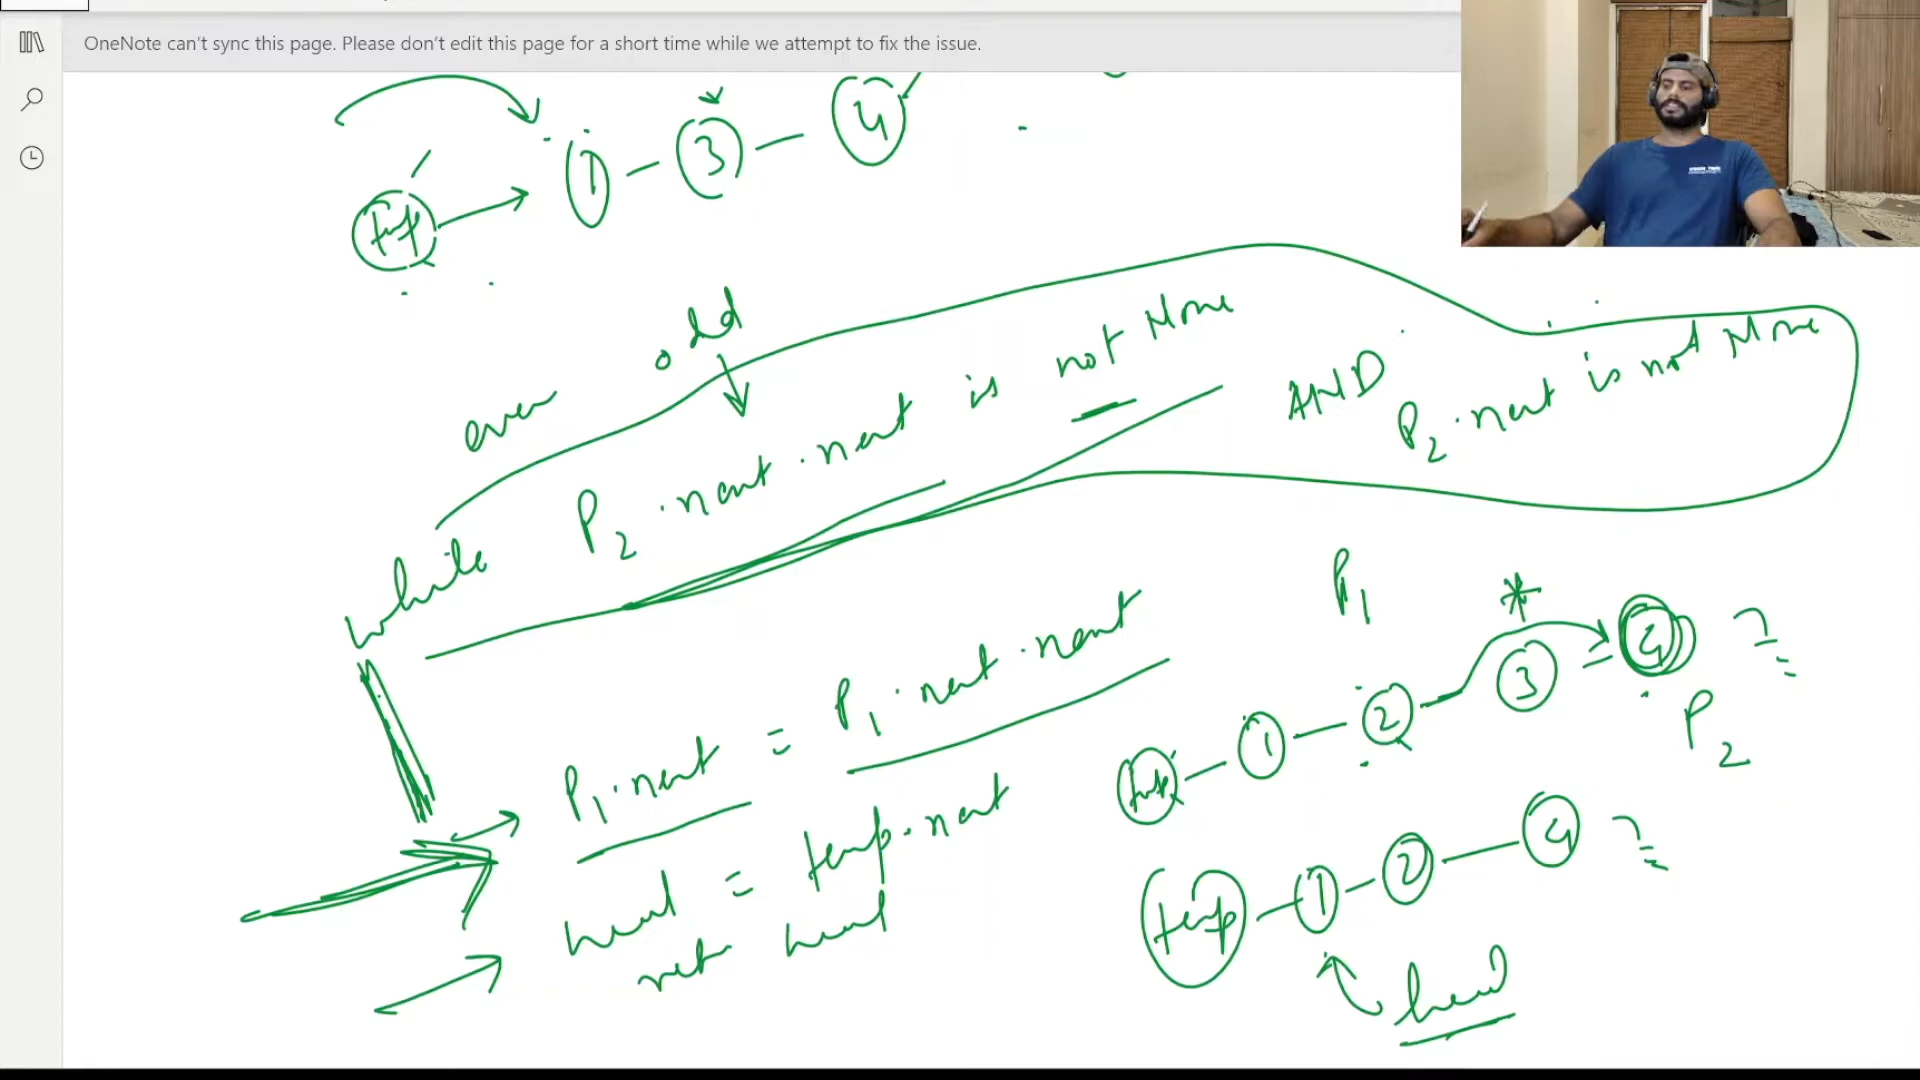 OneNote can't sync this page. Please don't edit this page for a short time while we attempt to fix the issue.
1 3 4
temp
even odd
while P2.next.next is not None AND P2.next is not None
P1
P1.next = P1.next.next
temp 1 2 3 4
P2
head = temp.next
ret head
temp 1 2 4
head